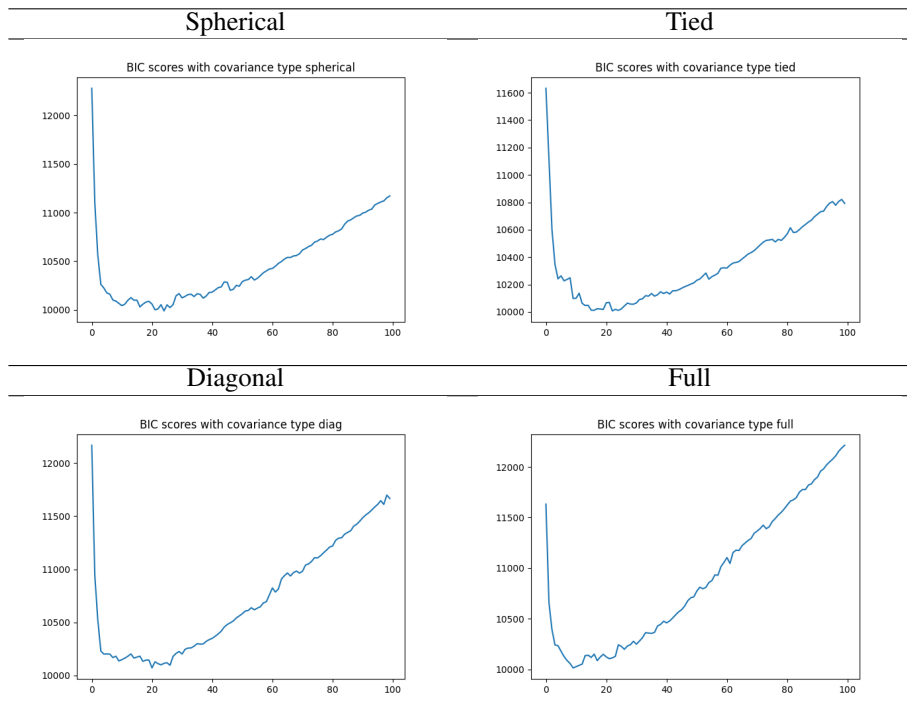 Spherical Tied
BIC scores with covariance type spherical
12000
11500
11000
10500
10000
0 20 40 60 80 100
BIC scores with covariance type tied
11600
11400
11200
11000
10800
10600
10400
10200
10000
0 20 40 60 80 100
Diagonal Full
BIC scores with covariance type diag
12000
11500
11000
10500
10000
0 20 40 60 80 100
BIC scores with covariance type full
12000
11500
11000
10500
10000
0 20 40 60 80 100